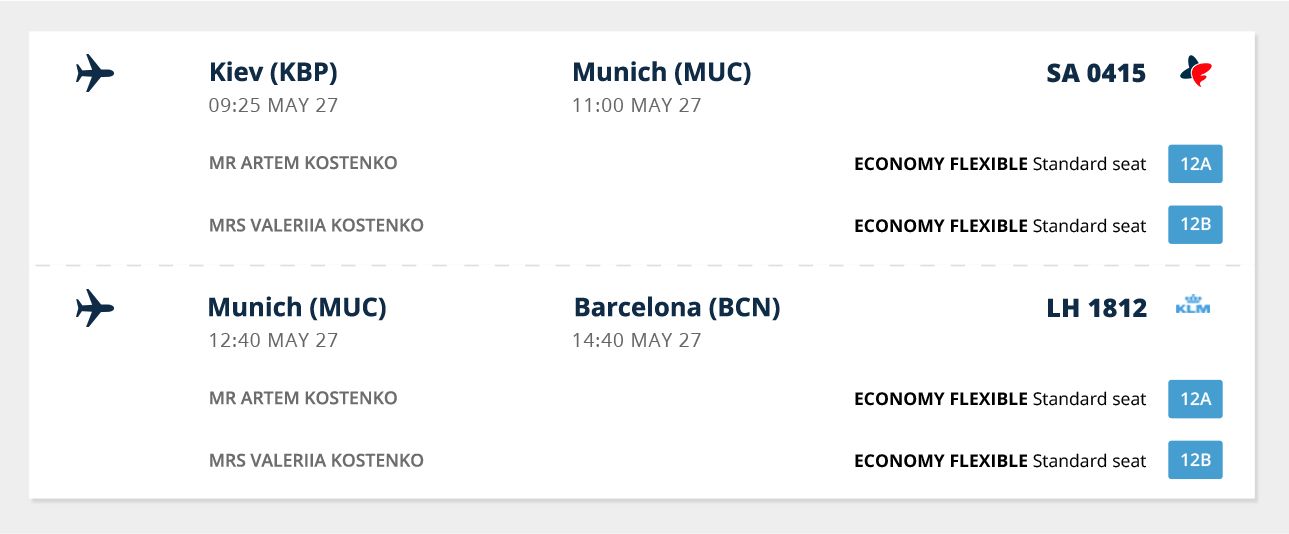 Kiev (KBP) Munich (MUC) SA 0415
09:25 MAY 27 11:00 MAY 27
MR ARTEM KOSTENKO ECONOMY FLEXIBLE Standard seat 12A
MRS VALERIIA KOSTENKO ECONOMY FLEXIBLE Standard seat 12B
Munich (MUC) Barcelona (BCN) LH 1812 KLM
12:40 MAY 27 14:40 MAY 27
MR ARTEM KOSTENKO ECONOMY FLEXIBLE Standard seat 12A
MRS VALERIIA KOSTENKO ECONOMY FLEXIBLE Standard seat 12B